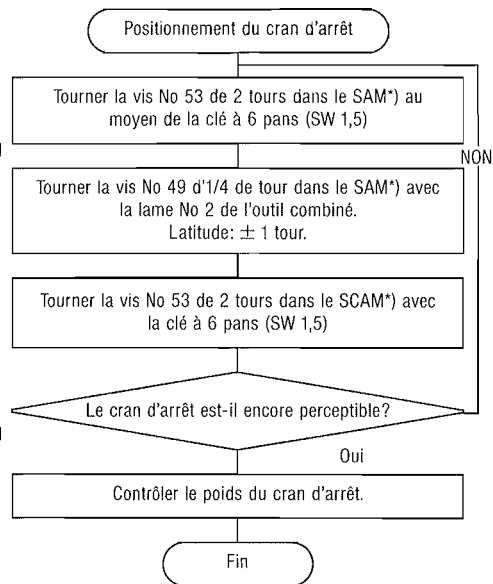 Positionnement du cran d'arrêt
Tourner la vis No 53 de 2 tours dans le SAM*) au
moyen de la clé à 6 pans (SW 1,5)
NON
Tourner la vis No 49 d'1/4 de tour dans le SAM*) avec
la lame No 2 de l'outil combiné.
Latitude: ± 1 tour.
Tourner la vis No 53 de 2 tours dans le SCAM*) avec
la clé à 6 pans (SW 1,5)
Le cran d'arrêt est-il encore perceptible?
Oui
Contrôler le poids du cran d'arrêt.
Fin